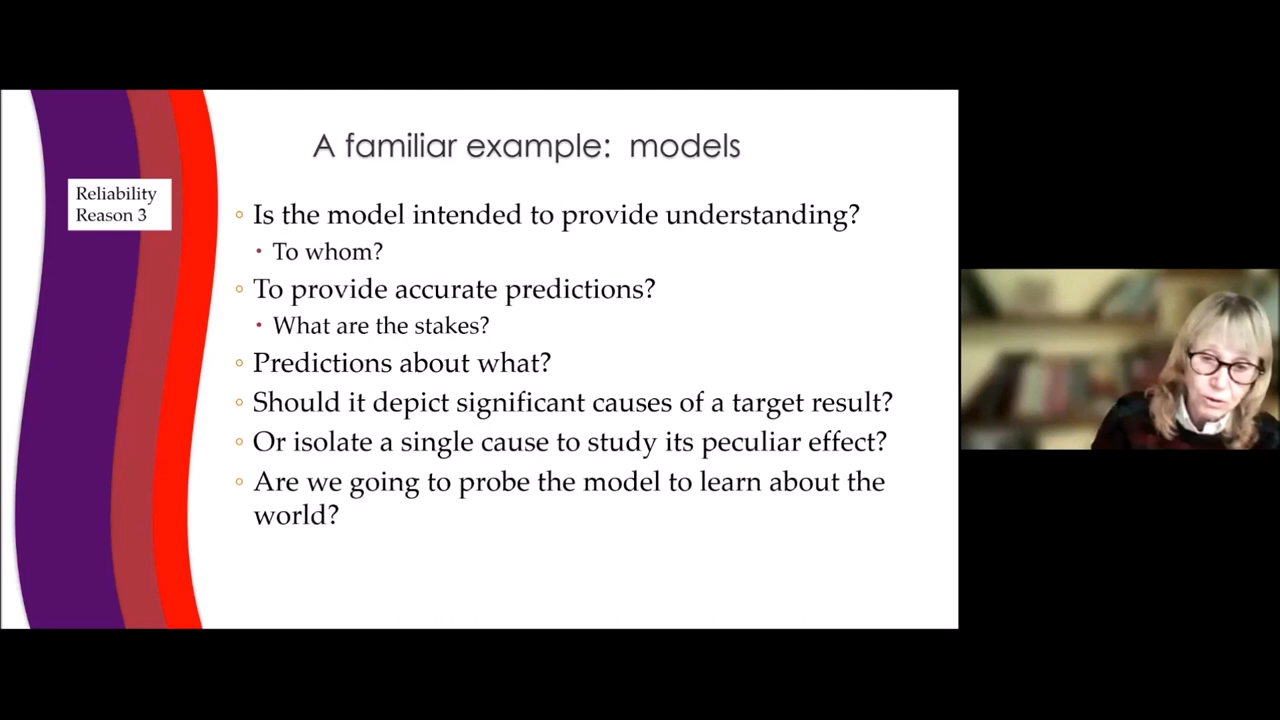 A familiar example: models
Reliability
Reason 3
Is the model intended to provide understanding?
To whom?
To provide accurate predictions?
What are the stakes?
Predictions about what?
Should it depict significant causes of a target result?
Or isolate a single cause to study its peculiar effect?
Are we going to probe the model to learn about the
world?